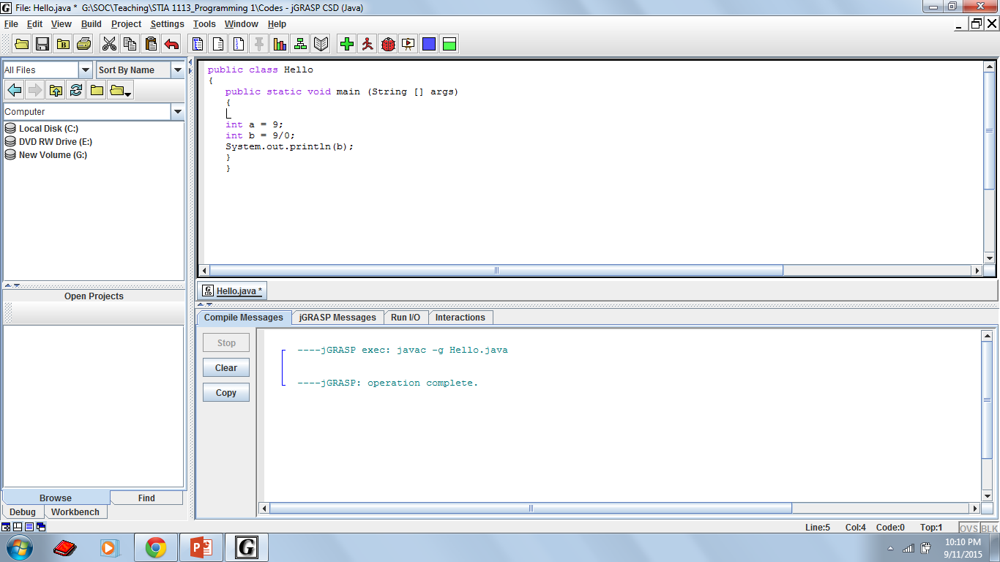 File: Hello.java * G:\SOC\Teaching\STIA 1113_Programming 1\Codes - jGRASP CSD (Java)
File Edit View Build Project Settings Tools Window Help
All Files Sort By Name
Computer
Local Disk (C:)
DVD RW Drive (E:)
New Volume (G:)
Open Projects
Browse Find
Debug Workbench
public class Hello
{
public static void main (String [] args)
{
int a = 9;
int b = 9/0;
System.out.println(b);
}
}
Hello.java *
Compile Messages jGRASP Messages Run I/O Interactions
Stop
Clear
Copy
----jGRASP exec: javac -g Hello.java
----jGRASP: operation complete.
Line:5 Col:4 Code:0 Top:1 OVS BLK
10:10 PM
9/11/2015